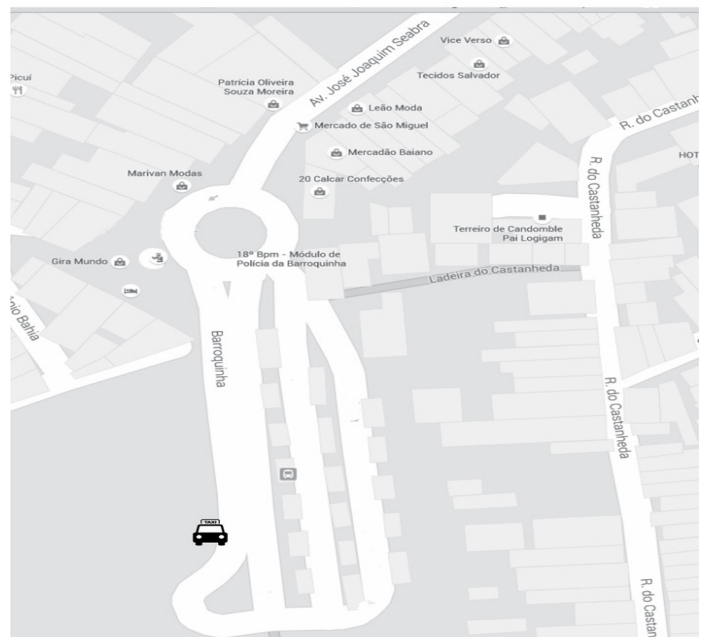 Vice Verso
Tecidos Salvador
Picuí
Patrícia Oliveira
Souza Moreira
Av. José Joaquim Seabra
Leão Moda
Mercado de São Miguel
R. do Castanh
Mercadão Baiano
HOT
Marivan Modas
20 Calcar Confecções
R. do Castanheda
Terreiro de Candomble
Pai Logigam
18º Bpm - Módulo de
Polícia da Barroquinha
Gira Mundo
Ladeira do Castanheda
nio Bahia
Barroquinha
R. do Castanheda
TAXI
R. do Castan